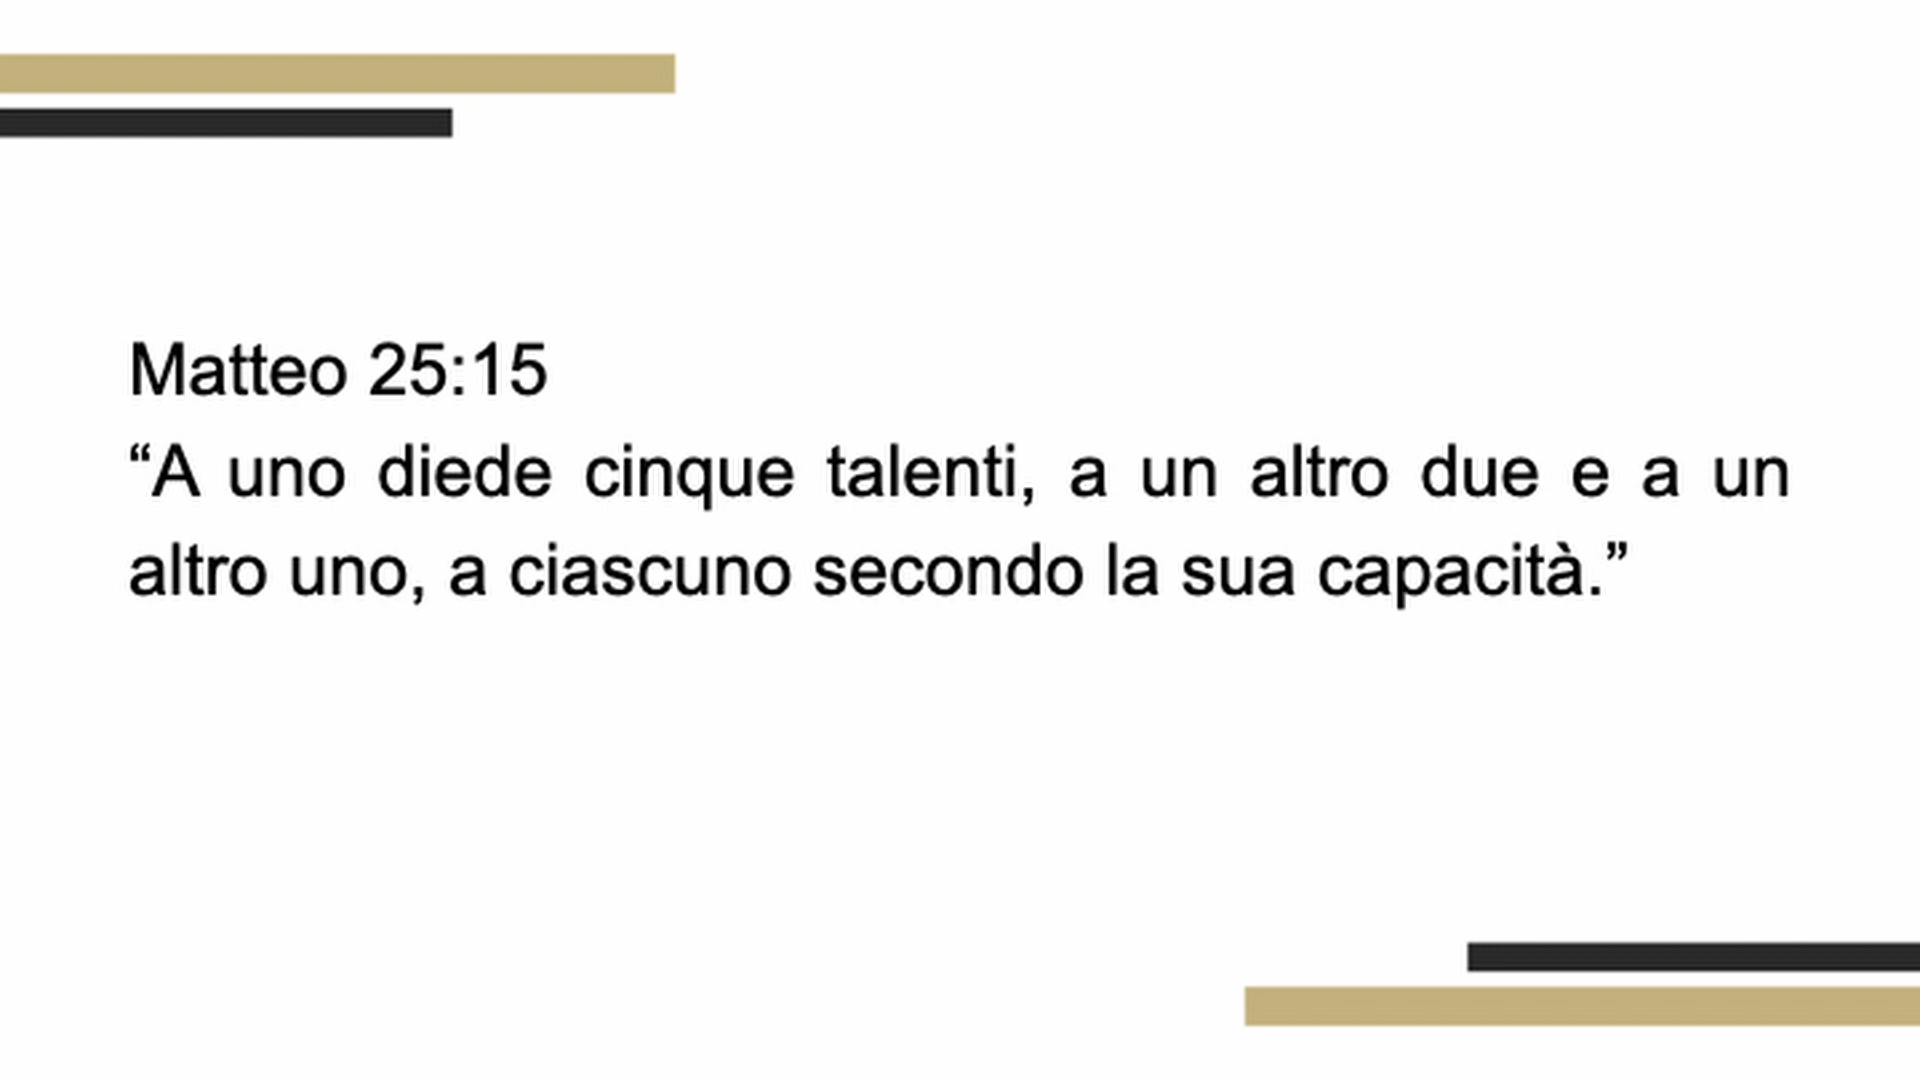 Matteo 25:15
“A uno diede cinque talenti, a un altro due e a un
altro uno, a ciascuno secondo la sua capacità.”